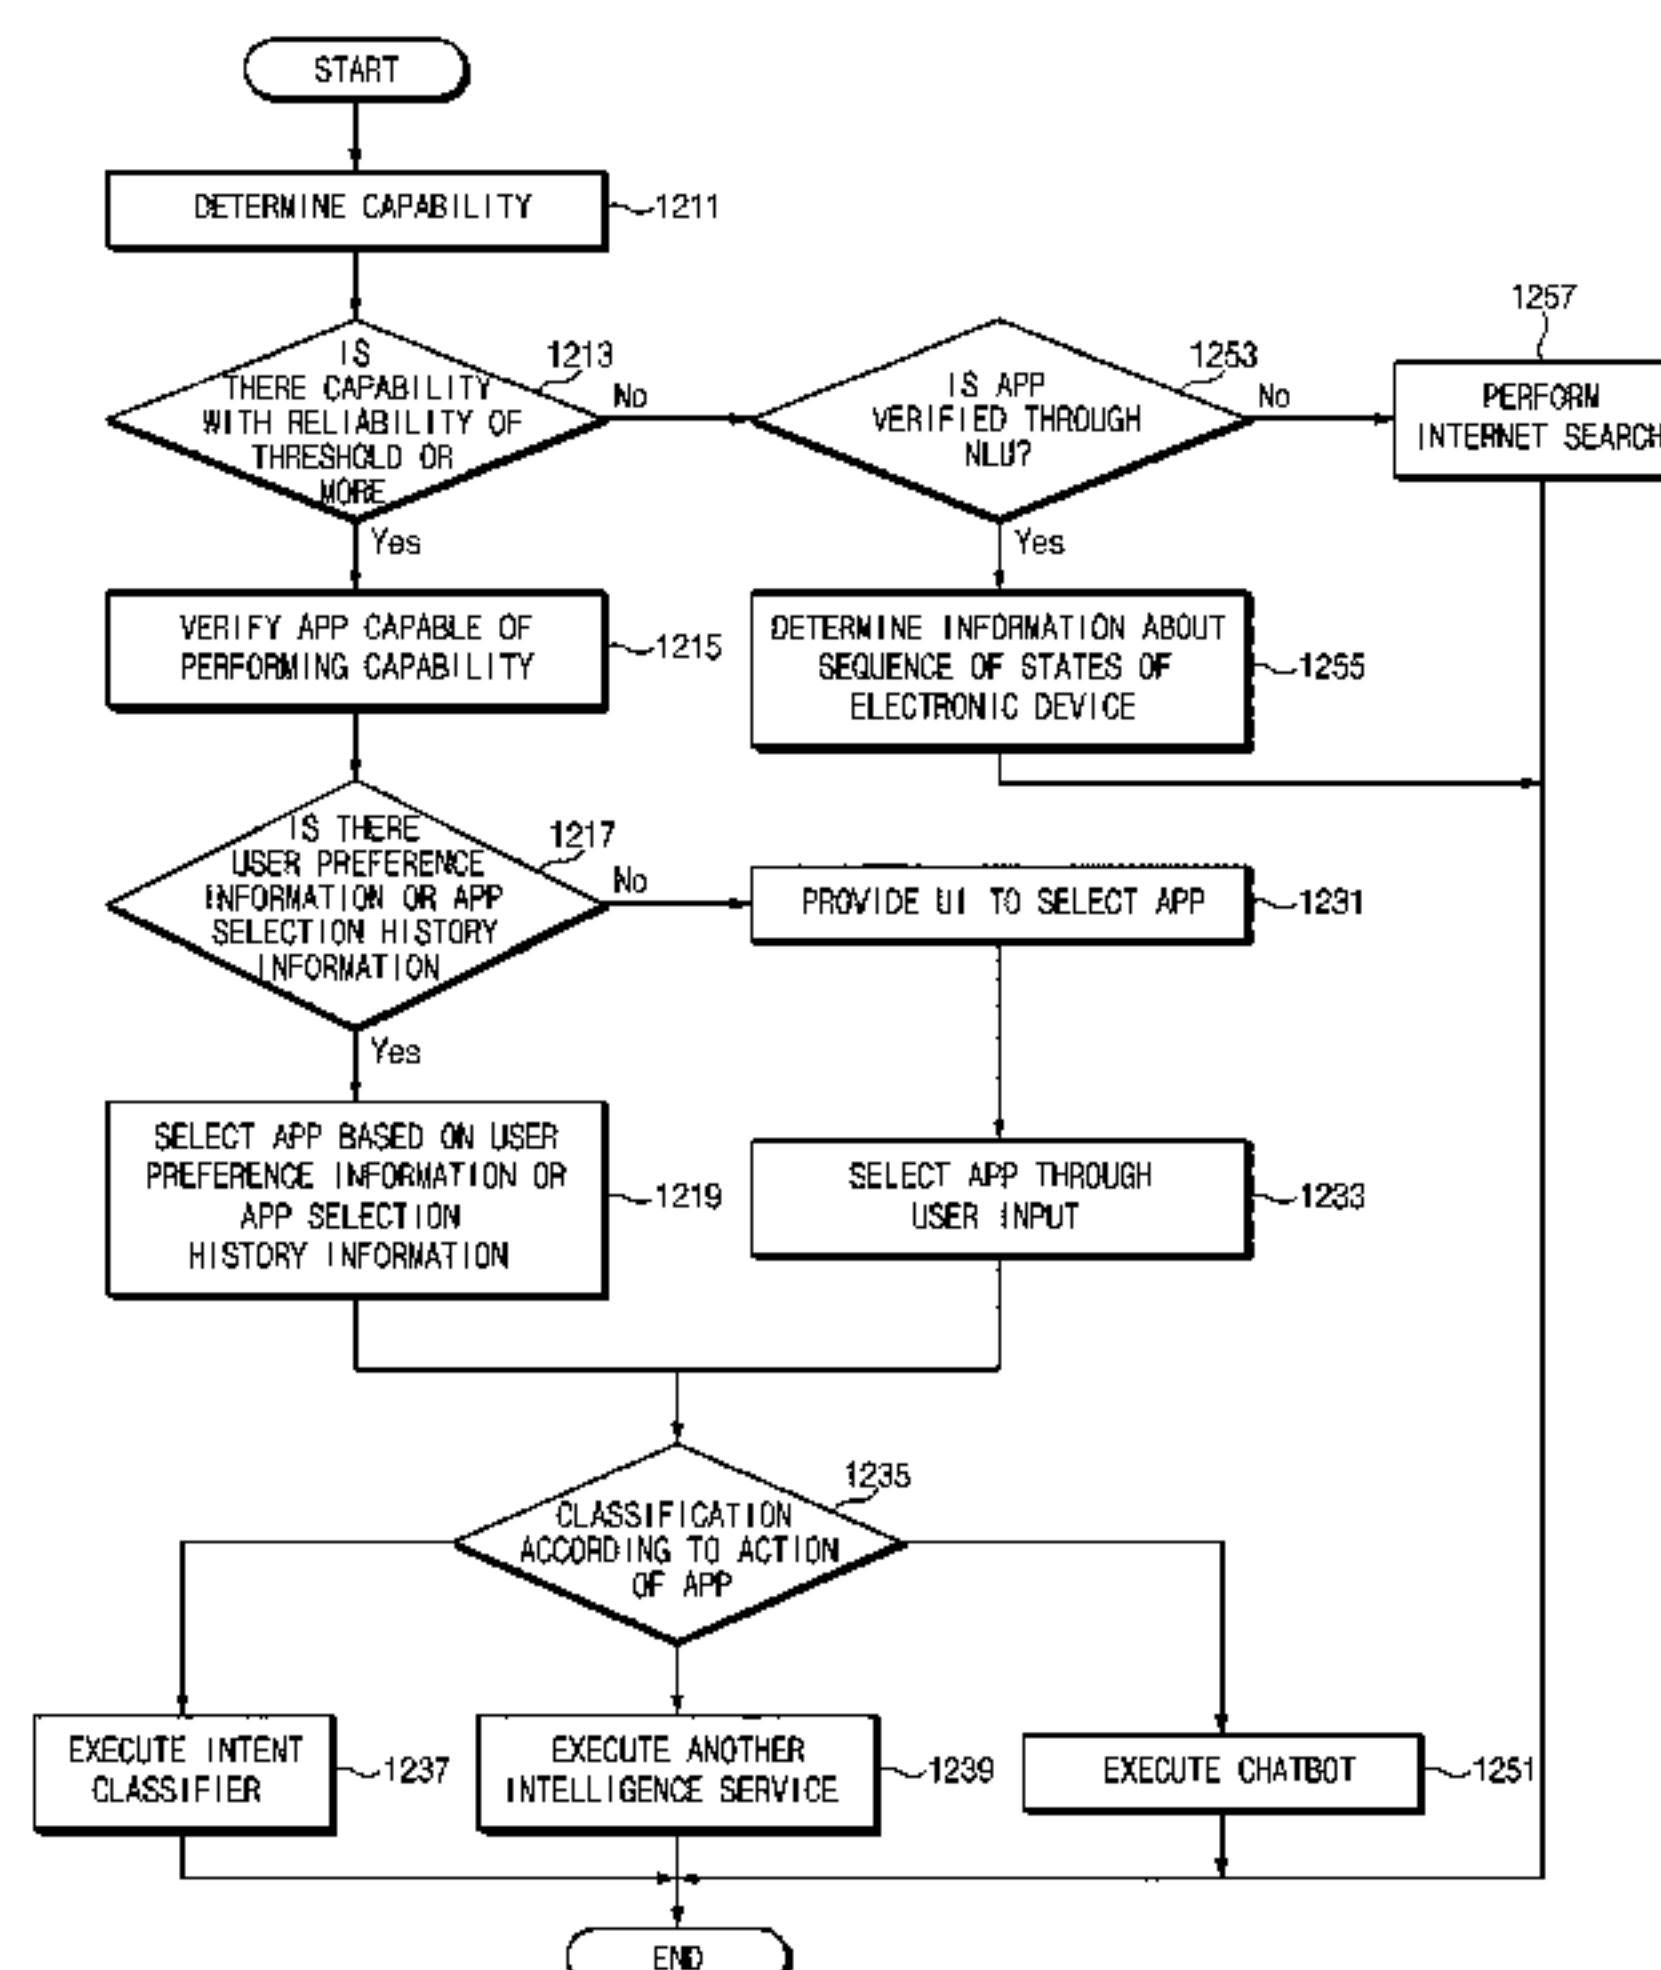 START
DETERMINE CAPABILITY
1211
IS
THERE CAPABILITY
WITH RELIABILITY OF
THRESHOLD OR
MORE
1213
No
Yes
IS APP
VERIFIED THROUGH
NLU?
1253
No
Yes
1257
PERFORM
INTERNET SEARCH
VERIFY APP CAPABLE OF
PERFORMING CAPABILITY
1215
DETERMINE INFORMATION ABOUT
SEQUENCE OF STATES OF
ELECTRONIC DEVICE
1255
IS THERE
USER PREFERENCE
INFORMATION OR APP
SELECTION HISTORY
INFORMATION
1217
No
Yes
PROVIDE UI TO SELECT APP
1231
SELECT APP BASED ON USER
PREFERENCE INFORMATION OR
APP SELECTION
HISTORY INFORMATION
1219
SELECT APP THROUGH
USER INPUT
1233
CLASSIFICATION
ACCORDING TO ACTION
OF APP
1235
EXECUTE INTENT
CLASSIFIER
1237
EXECUTE ANOTHER
INTELLIGENCE SERVICE
1239
EXECUTE CHATBOT
1251
END